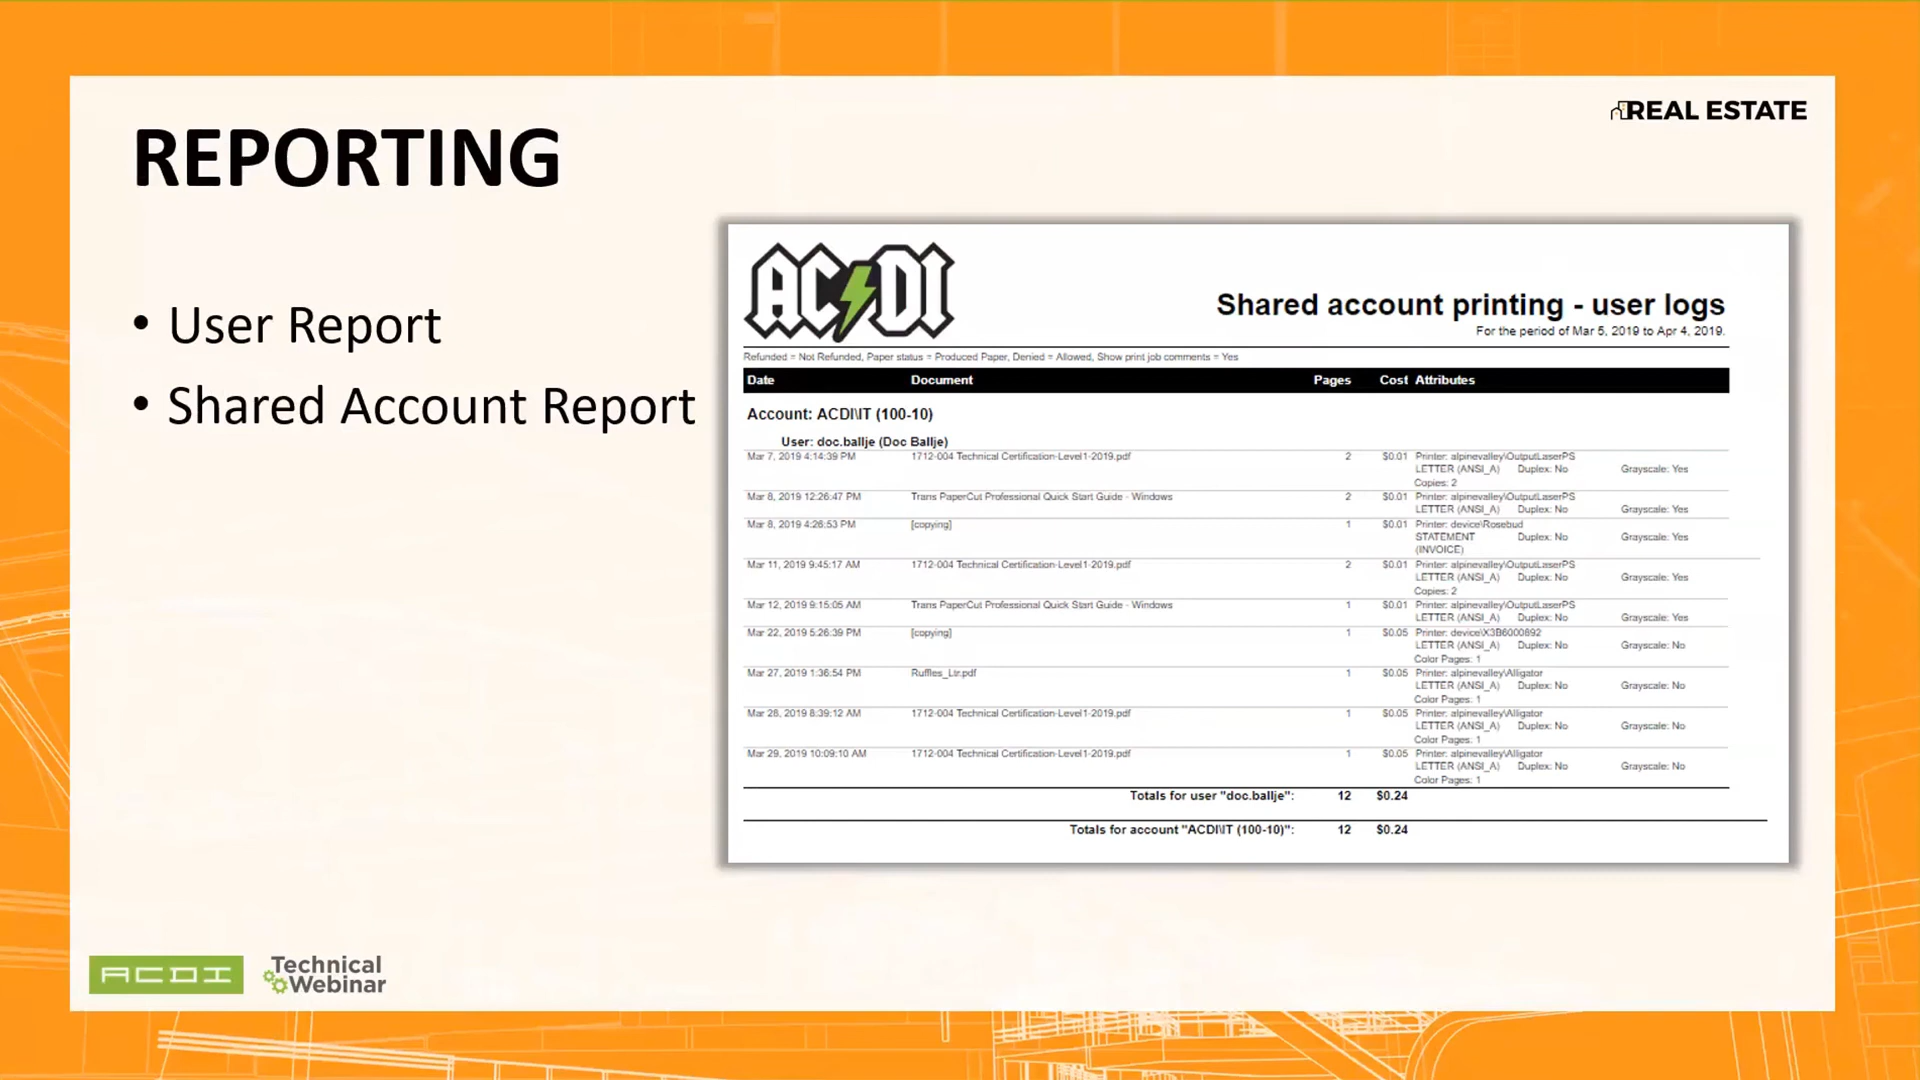 REAL ESTATE
REPORTING
• User Report
• Shared Account Report
AC DI
Shared account printing - user logs
For the period of Mar 5, 2019 to Apr 4, 2019.
Refunded = Not Refunded, Paper status = Produced Paper, Denied = Allowed, Show print job comments = Yes
Date Document Pages Cost Attributes
Account: ACDI\IT (100-10)
User: doc.ballje (Doc Ballje)
Mar 7, 2019 4:14:39 PM 1712-004 Technical Certification-Level1-2019.pdf 2 $0.01 Printer: alpinevalley\OutputLaserPS
LETTER (ANSI_A) Duplex: No Grayscale: Yes
Copies: 2
Mar 8, 2019 12:26:47 PM Trans PaperCut Professional Quick Start Guide - Windows 2 $0.01 Printer: alpinevalley\OutputLaserPS
LETTER (ANSI_A) Duplex: No Grayscale: Yes
Mar 8, 2019 4:26:53 PM [copying] 1 $0.01 Printer: device\Rosebud
STATEMENT Duplex: No Grayscale: Yes
(INVOICE)
Mar 11, 2019 9:45:17 AM 1712-004 Technical Certification-Level1-2019.pdf 2 $0.01 Printer: alpinevalley\OutputLaserPS
LETTER (ANSI_A) Duplex: No Grayscale: Yes
Copies: 2
Mar 12, 2019 9:15:05 AM Trans PaperCut Professional Quick Start Guide - Windows 1 $0.01 Printer: alpinevalley\OutputLaserPS
LETTER (ANSI_A) Duplex: No Grayscale: Yes
Mar 22, 2019 5:26:39 PM [copying] 1 $0.05 Printer: device\X3B6000892
LETTER (ANSI_A) Duplex: No Grayscale: No
Color Pages: 1
Mar 27, 2019 1:36:54 PM Ruffles_Ltr.pdf 1 $0.05 Printer: alpinevalley\Alligator
LETTER (ANSI_A) Duplex: No Grayscale: No
Color Pages: 1
Mar 28, 2019 8:39:12 AM 1712-004 Technical Certification-Level1-2019.pdf 1 $0.05 Printer: alpinevalley\Alligator
LETTER (ANSI_A) Duplex: No Grayscale: No
Color Pages: 1
Mar 29, 2019 10:09:10 AM 1712-004 Technical Certification-Level1-2019.pdf 1 $0.05 Printer: alpinevalley\Alligator
LETTER (ANSI_A) Duplex: No Grayscale: No
Color Pages: 1
Totals for user "doc.ballje": 12 $0.24
Totals for account "ACDI\IT (100-10)": 12 $0.24
ACDI
Technical
Webinar